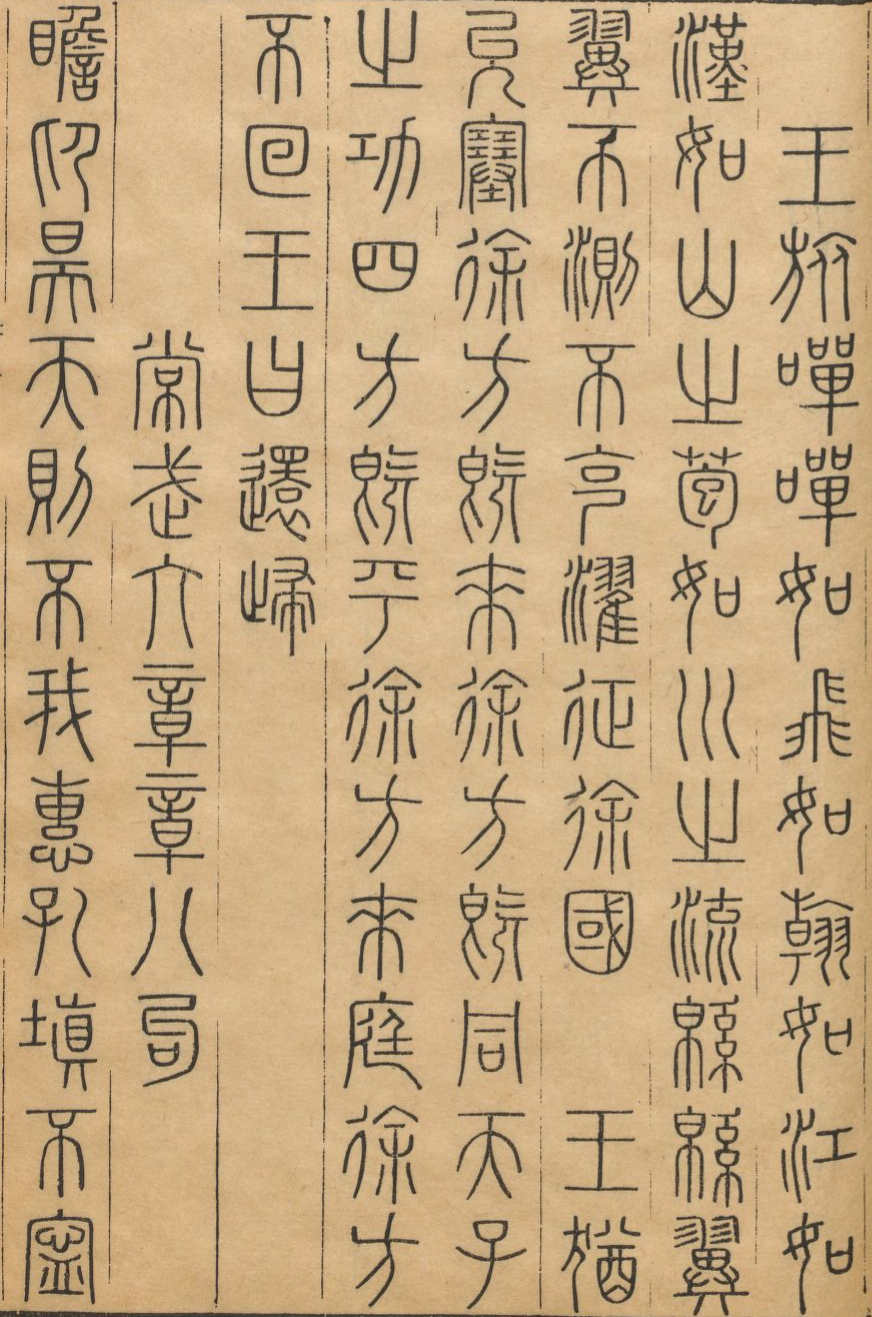 王旅嘽嘽如飛如翰如江如
漢如山之苞如川之流緜緜翼
翼不測不克濯征徐國　王猶
允塞徐方既來徐方既同天子
之功四方既平徐方來庭徐方
不回王曰還歸
常武六章章八句
瞻卬昊天則不我惠孔填不寧